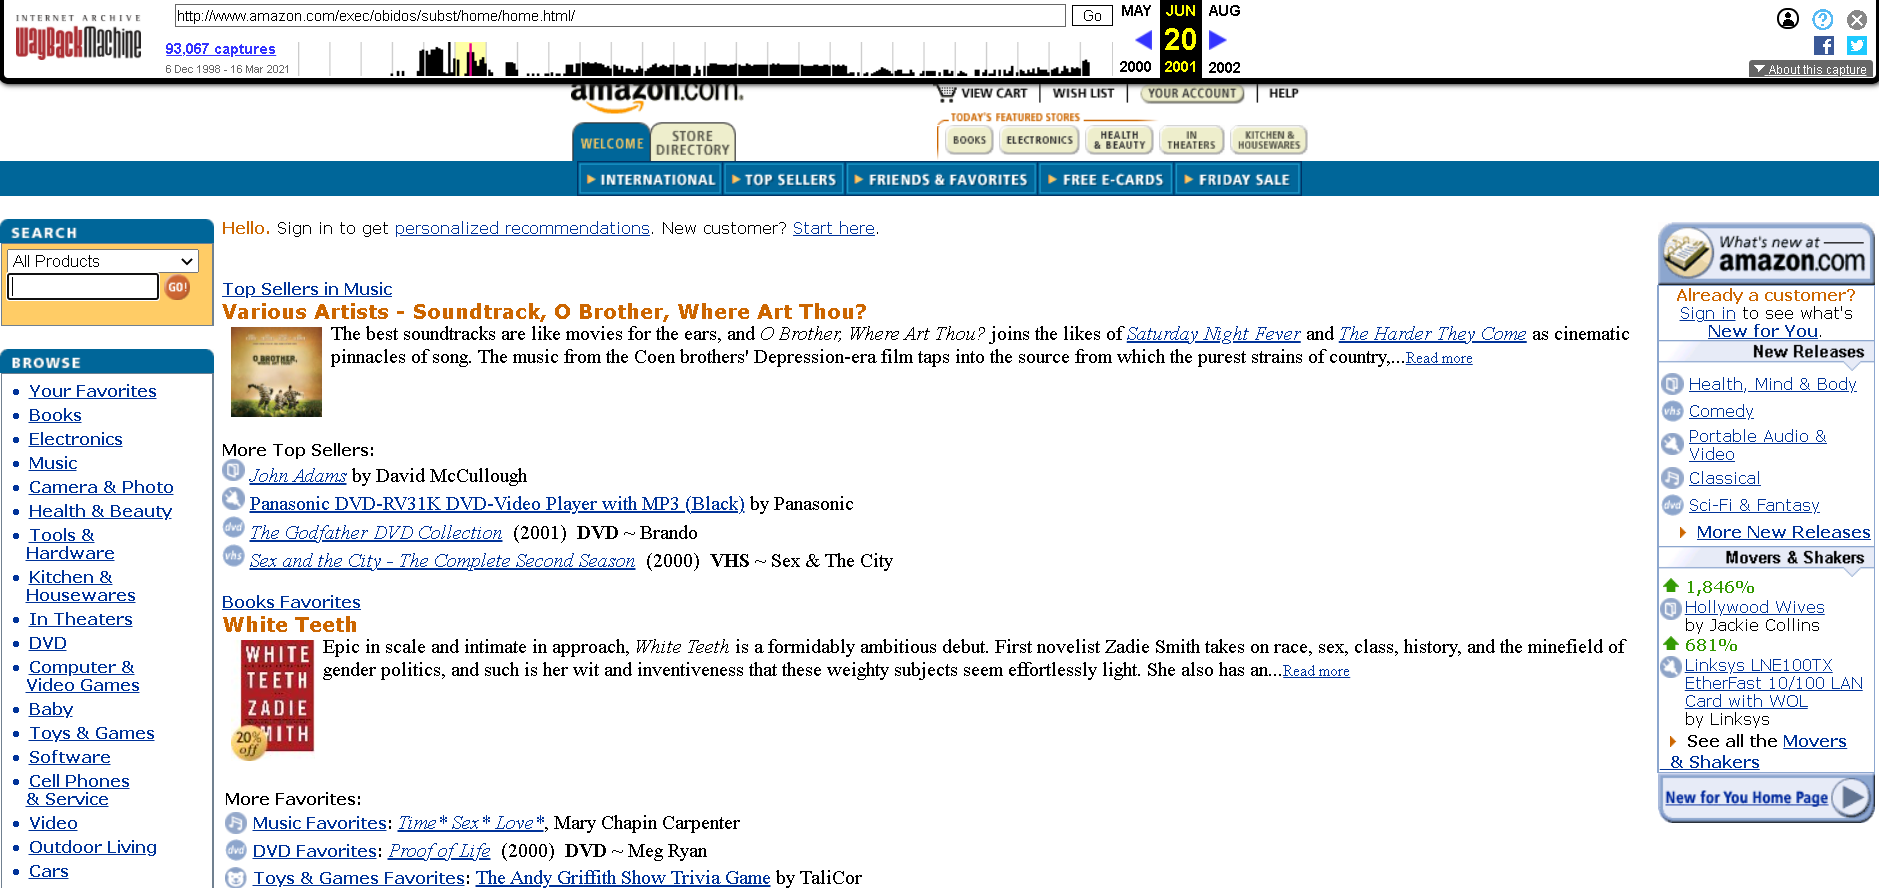 INTERNET ARCHIVE
WayBackMachine
http://www.amazon.com/exec/obidos/subst/home/home.html/
Go
MAY JUN AUG
20
2000 2001 2002
93,067 captures
6 Dec 1998 - 16 Mar 2021
About this capture
amazon.com.
VIEW CART WISH LIST YOUR ACCOUNT HELP
TODAY'S FEATURED STORES
BOOKS
ELECTRONICS
HEALTH
& BEAUTY
IN
THEATERS
KITCHEN &
HOUSEWARES
WELCOME
STORE
DIRECTORY
INTERNATIONAL TOP SELLERS FRIENDS & FAVORITES FREE E-CARDS FRIDAY SALE
SEARCH
All Products
GO!
BROWSE
• Your Favorites
• Books
• Electronics
• Music
• Camera & Photo
• Health & Beauty
• Tools &
Hardware
• Kitchen &
Housewares
• In Theaters
• DVD
• Computer &
Video Games
• Baby
• Toys & Games
• Software
• Cell Phones
& Service
• Video
• Outdoor Living
• Cars
Hello. Sign in to get personalized recommendations. New customer? Start here.
Top Sellers in Music
Various Artists - Soundtrack, O Brother, Where Art Thou?
O BROTHER,
The best soundtracks are like movies for the ears, and O Brother, Where Art Thou? joins the likes of Saturday Night Fever and The Harder They Come as cinematic
pinnacles of song. The music from the Coen brothers' Depression-era film taps into the source from which the purest strains of country,...Read more
More Top Sellers:
John Adams by David McCullough
Panasonic DVD-RV31K DVD-Video Player with MP3 (Black) by Panasonic
dvd The Godfather DVD Collection (2001) DVD ~ Brando
vhs Sex and the City - The Complete Second Season (2000) VHS ~ Sex & The City
Books Favorites
White Teeth
WHITE
TEETH
ZADIE
SMITH
20%
off
Epic in scale and intimate in approach, White Teeth is a formidably ambitious debut. First novelist Zadie Smith takes on race, sex, class, history, and the minefield of
gender politics, and such is her wit and inventiveness that these weighty subjects seem effortlessly light. She also has an...Read more
More Favorites:
Music Favorites: Time* Sex* Love*, Mary Chapin Carpenter
dvd DVD Favorites: Proof of Life (2000) DVD ~ Meg Ryan
Toys & Games Favorites: The Andy Griffith Show Trivia Game by TaliCor
What's new at
amazon.com
Already a customer?
Sign in to see what's
New for You.
New Releases
Health, Mind & Body
vhs Comedy
Portable Audio &
Video
Classical
dvd Sci-Fi & Fantasy
More New Releases
Movers & Shakers
1,846%
Hollywood Wives
by Jackie Collins
681%
Linksys LNE100TX
EtherFast 10/100 LAN
Card with WOL
by Linksys
See all the Movers
& Shakers
New for You Home Page